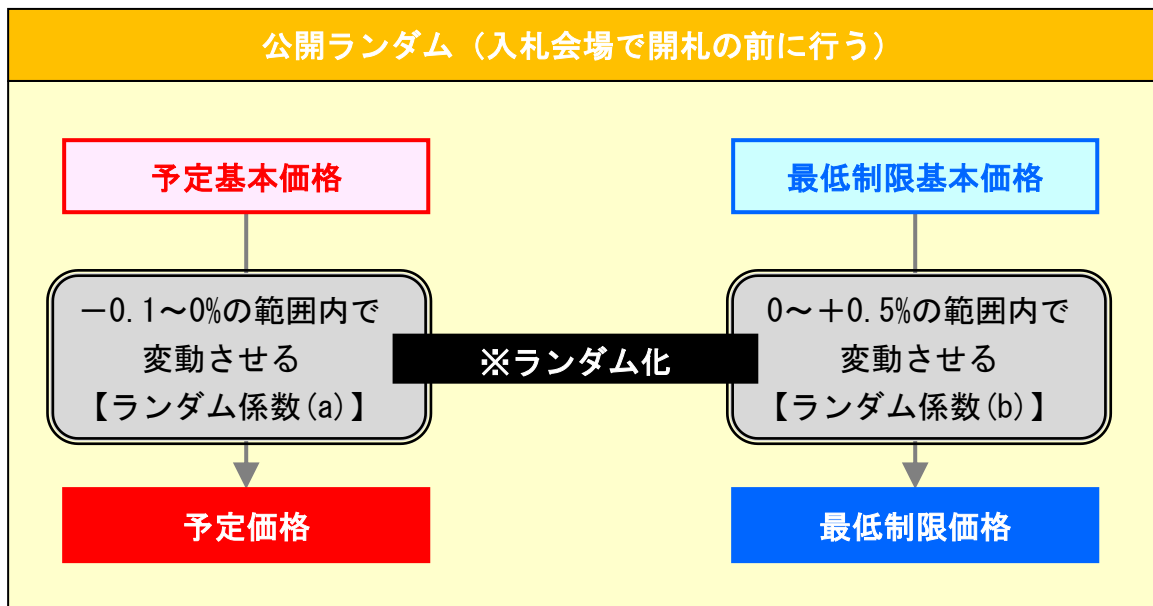 公開ランダム（入札会場で開札の前に行う）
予定基本価格
最低制限基本価格
－0.1～0%の範囲内で
変動させる
【ランダム係数(a)】
※ランダム化
0～＋0.5%の範囲内で
変動させる
【ランダム係数(b)】
予定価格
最低制限価格